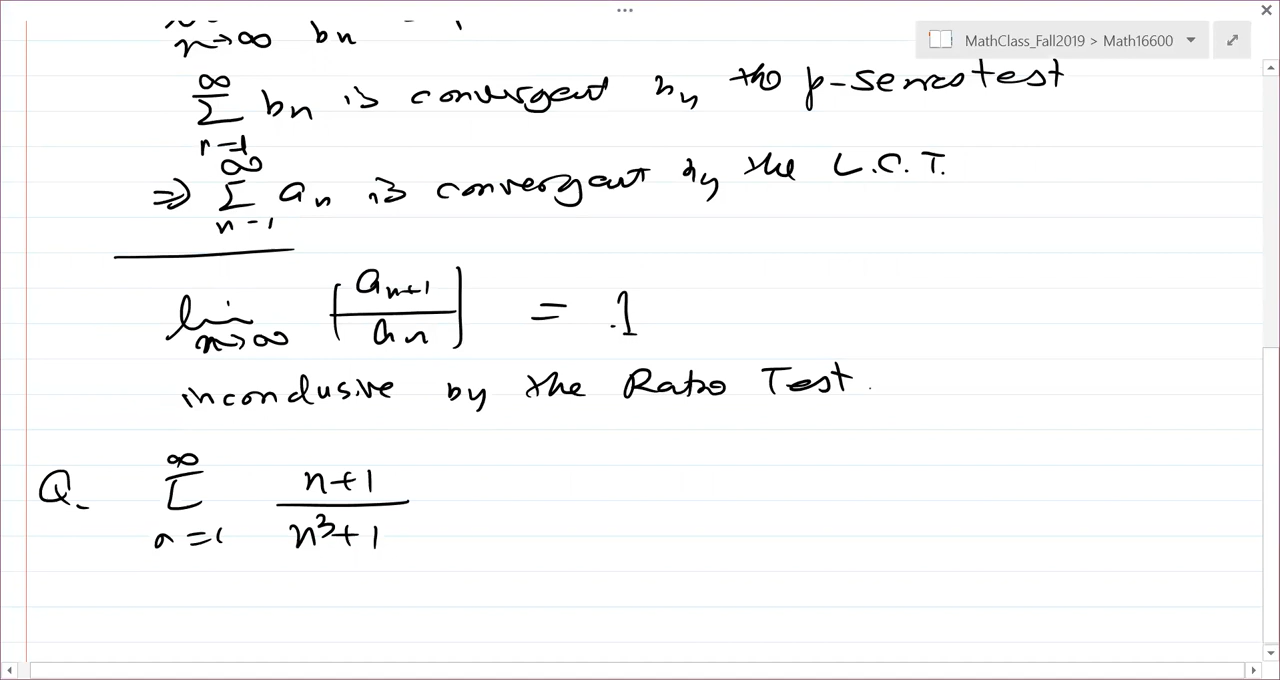 MathClass_Fall2019 > Math16600
n→∞ bn
∞
Σ bn is convergent by the p-series test
n=1
∞
⇒ Σ an is convergent by the L.C.T.
n=1
lim n→∞ |an+1/an| = 1
inconclusive by the Ratio Test.
Q. ∞ Σ n=1 (n+1)/(n³+1)